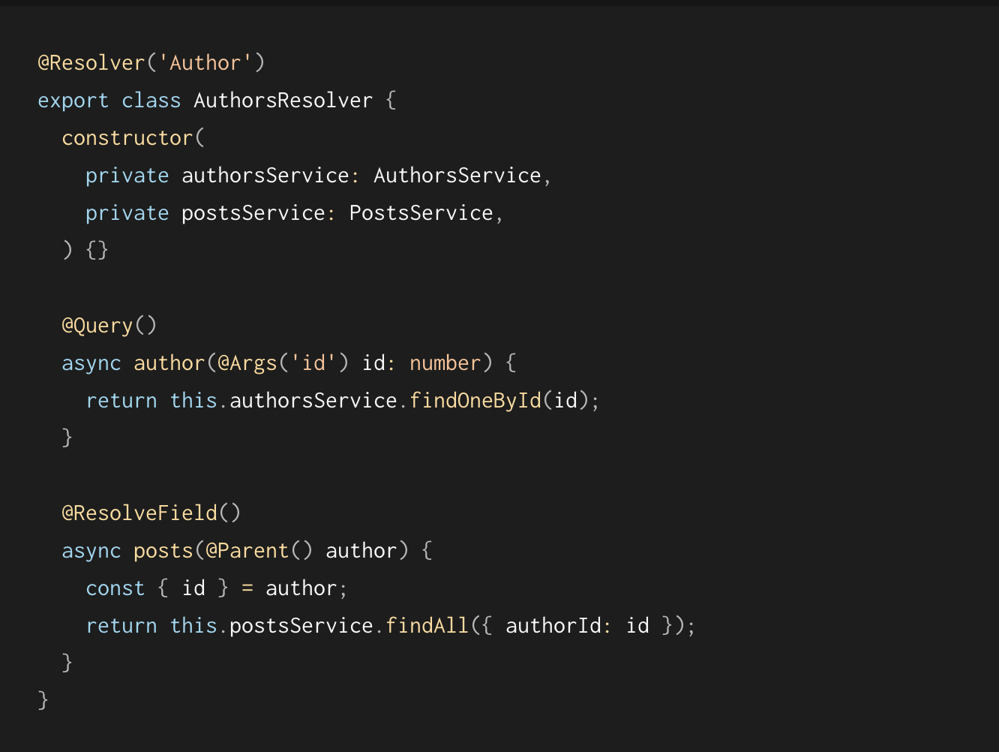 @Resolver('Author')
export class AuthorsResolver {
  constructor(
    private authorsService: AuthorsService,
    private postsService: PostsService,
  ) {}

  @Query()
  async author(@Args('id') id: number) {
    return this.authorsService.findOneById(id);
  }

  @ResolveField()
  async posts(@Parent() author) {
    const { id } = author;
    return this.postsService.findAll({ authorId: id });
  }
}